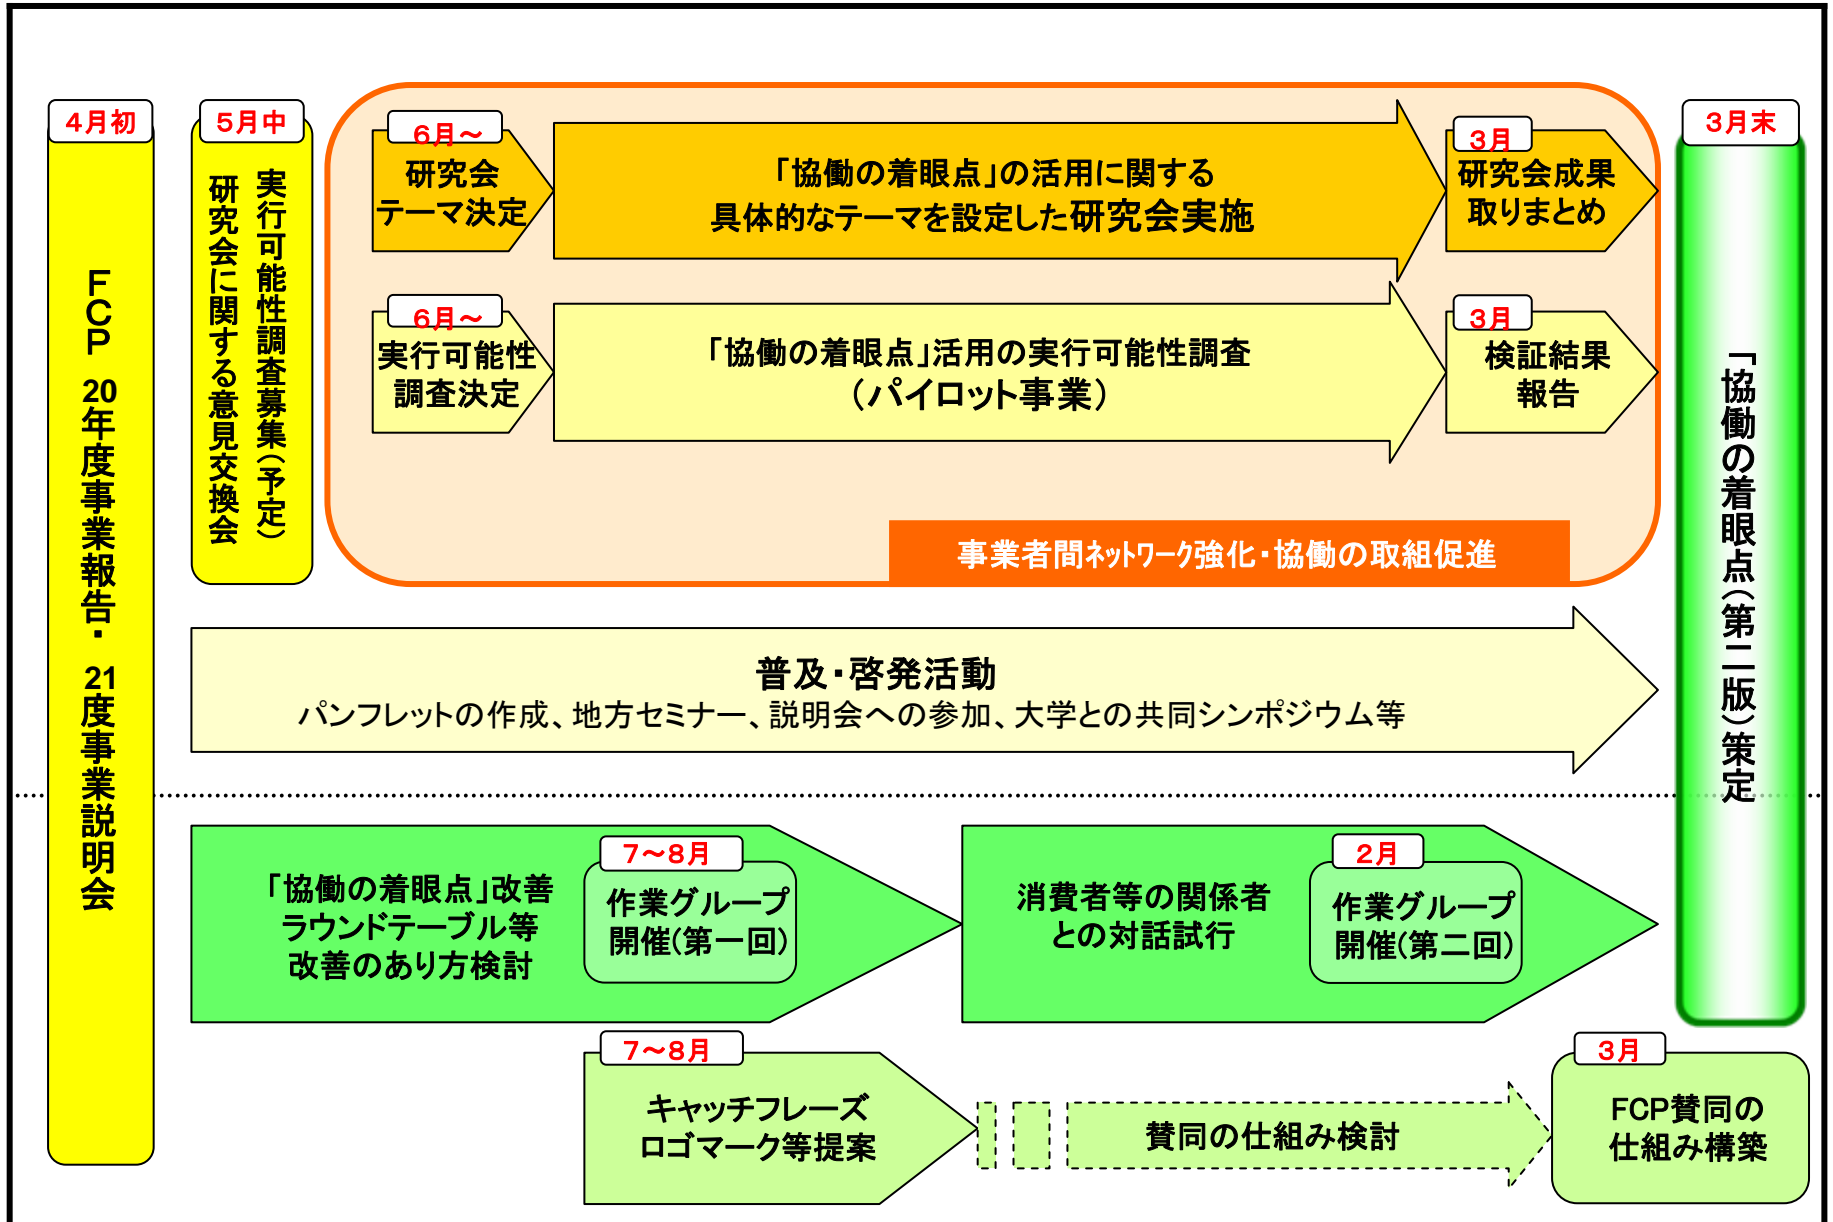 ４月初
ＦＣＰ 20年度事業報告・ 21度事業説明会
５月中
実行可能性調査募集（予定）
研究会に関する意見交換会
６月～
研究会
テーマ決定
「協働の着眼点」の活用に関する
具体的なテーマを設定した研究会実施
３月
研究会成果
取りまとめ
６月～
実行可能性
調査決定
「協働の着眼点」活用の実行可能性調査
（パイロット事業）
３月
検証結果
報告
事業者間ネットワーク強化・協働の取組促進
普及・啓発活動
パンフレットの作成、地方セミナー、説明会への参加、大学との共同シンポジウム等
３月末
「協働の着眼点（第二版）策定
「協働の着眼点」改善
ラウンドテーブル等
改善のあり方検討
７～８月
作業グループ
開催(第一回)
消費者等の関係者
との対話試行
２月
作業グループ
開催(第二回)
７～８月
キャッチフレーズ
ロゴマーク等提案
賛同の仕組み検討
３月
FCP賛同の
仕組み構築